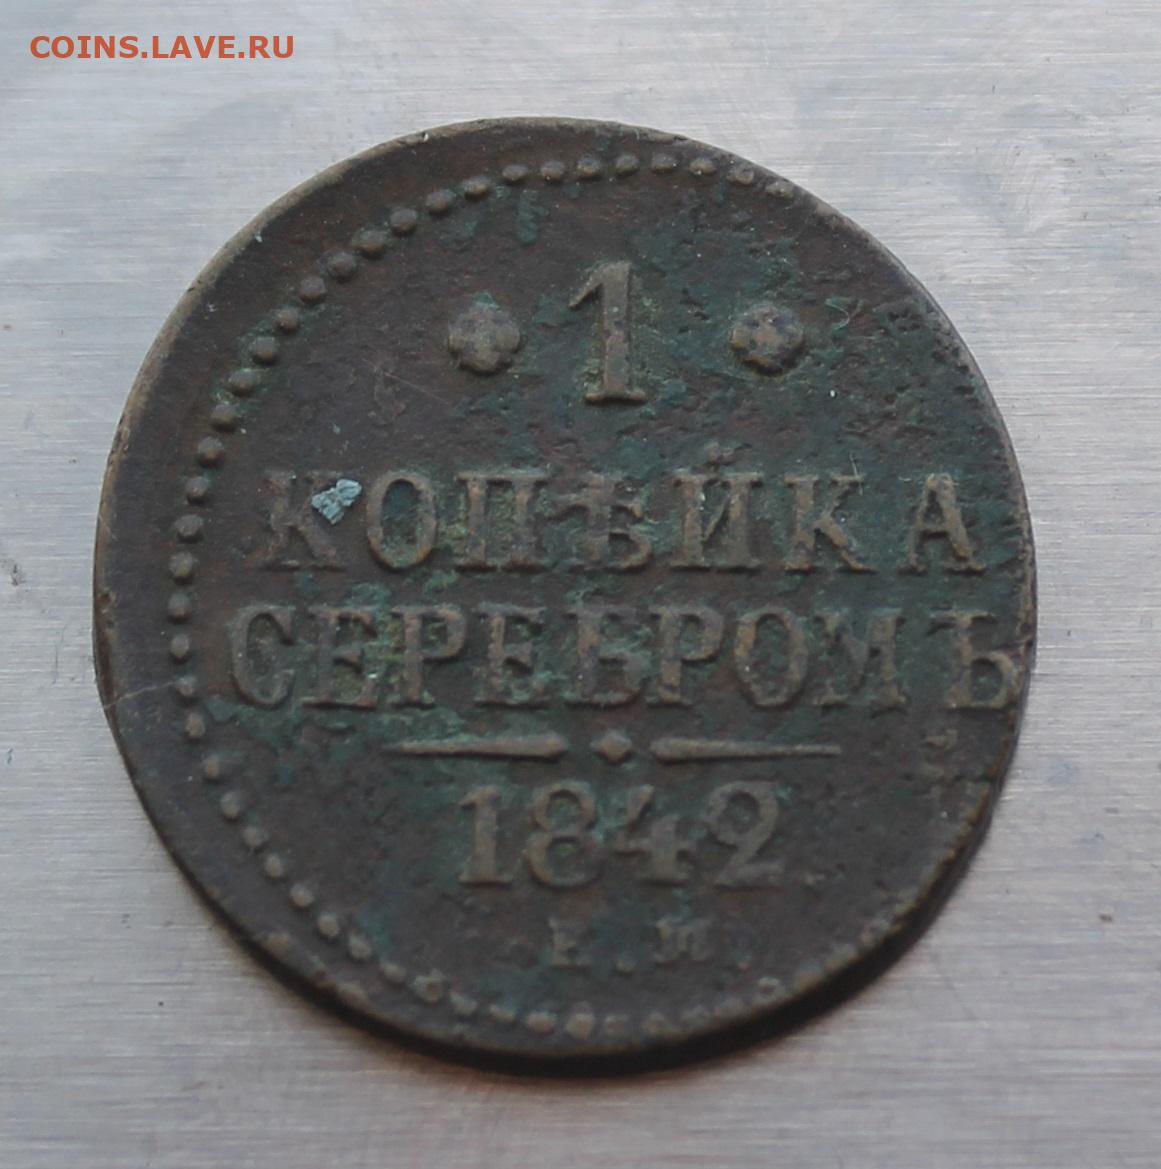 COINS.LAVE.RU
1
КОПѢЙКА
СЕРЕБРОМЪ
1842
Е.М.